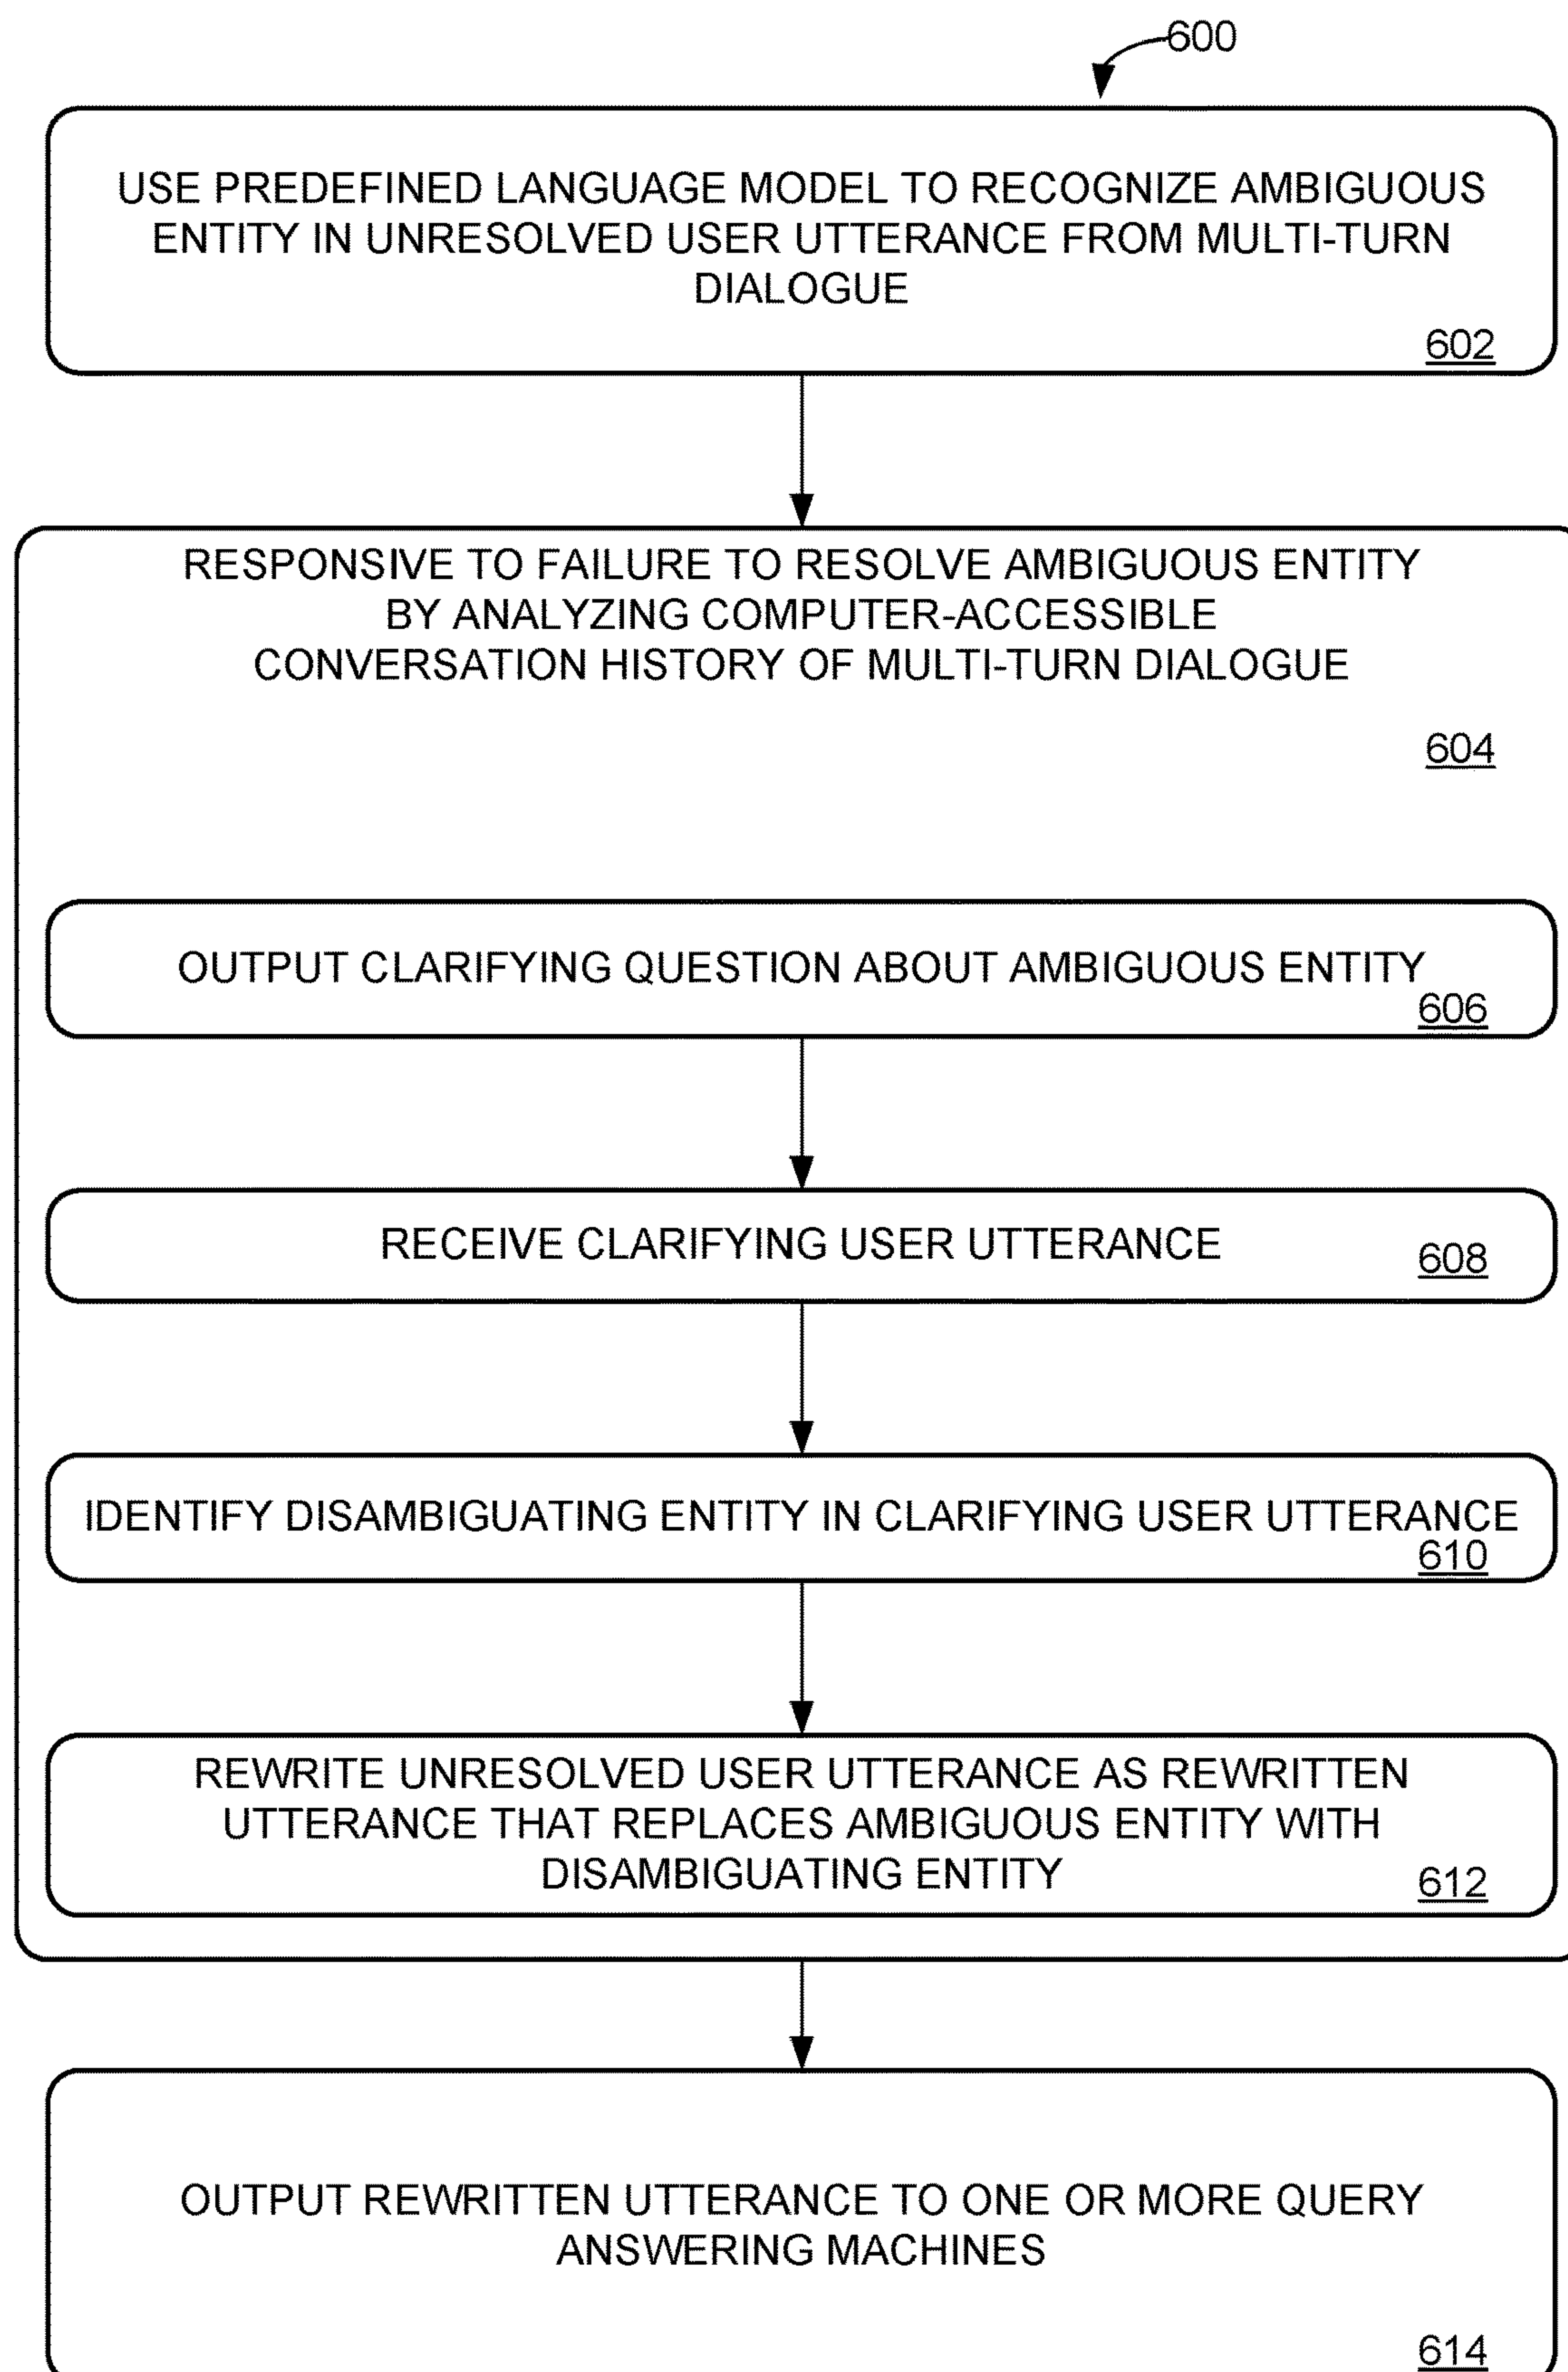 600
USE PREDEFINED LANGUAGE MODEL TO RECOGNIZE AMBIGUOUS
ENTITY IN UNRESOLVED USER UTTERANCE FROM MULTI-TURN
DIALOGUE
602
RESPONSIVE TO FAILURE TO RESOLVE AMBIGUOUS ENTITY
BY ANALYZING COMPUTER-ACCESSIBLE
CONVERSATION HISTORY OF MULTI-TURN DIALOGUE
604
OUTPUT CLARIFYING QUESTION ABOUT AMBIGUOUS ENTITY
606
RECEIVE CLARIFYING USER UTTERANCE
608
IDENTIFY DISAMBIGUATING ENTITY IN CLARIFYING USER UTTERANCE
610
REWRITE UNRESOLVED USER UTTERANCE AS REWRITTEN
UTTERANCE THAT REPLACES AMBIGUOUS ENTITY WITH
DISAMBIGUATING ENTITY
612
OUTPUT REWRITTEN UTTERANCE TO ONE OR MORE QUERY
ANSWERING MACHINES
614